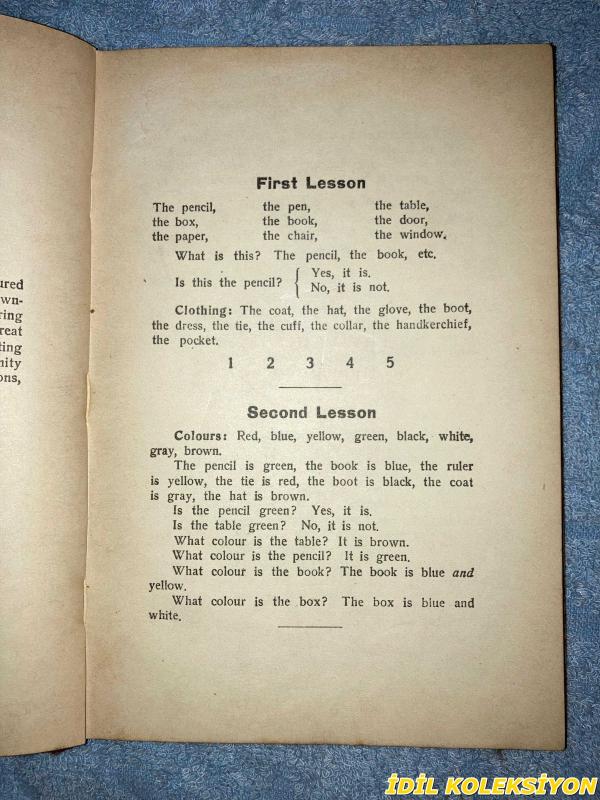 ured
wn-
ring
reat
ting
nity
ons,
First Lesson
The pencil, the pen, the table,
the box, the book, the door,
the paper, the chair, the window.
What is this? The pencil, the book, etc.
Is this the pencil? { Yes, it is.
No, it is not.
Clothing: The coat, the hat, the glove, the boot,
the dress, the tie, the cuff, the collar, the handkerchief,
the pocket.
1 2 3 4 5
Second Lesson
Colours: Red, blue, yellow, green, black, white,
gray, brown.
The pencil is green, the book is blue, the ruler
is yellow, the tie is red, the boot is black, the coat
is gray, the hat is brown.
Is the pencil green? Yes, it is.
Is the table green? No, it is not.
What colour is the table? It is brown.
What colour is the pencil? It is green.
What colour is the book? The book is blue and
yellow.
What colour is the box? The box is blue and
white.
İDİL KOLEKSİYON